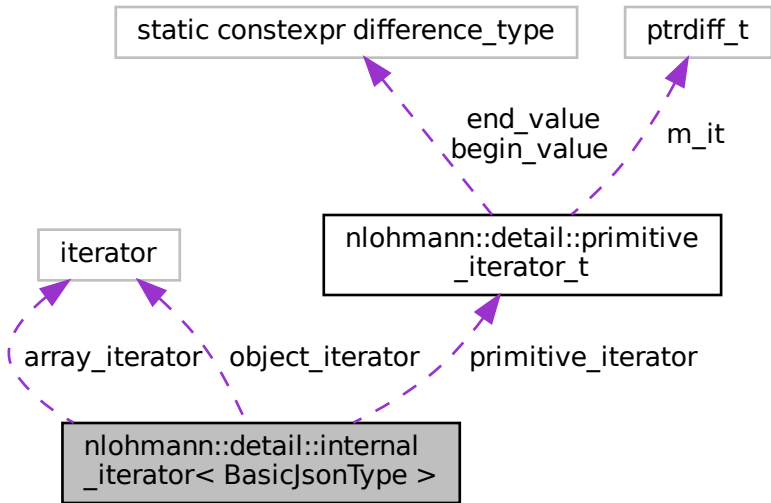 static constexpr difference_type
ptrdiff_t
end_value
begin_value
m_it
nlohmann::detail::primitive
_iterator_t
iterator
array_iterator
object_iterator
primitive_iterator
nlohmann::detail::internal
_iterator< BasicJsonType >